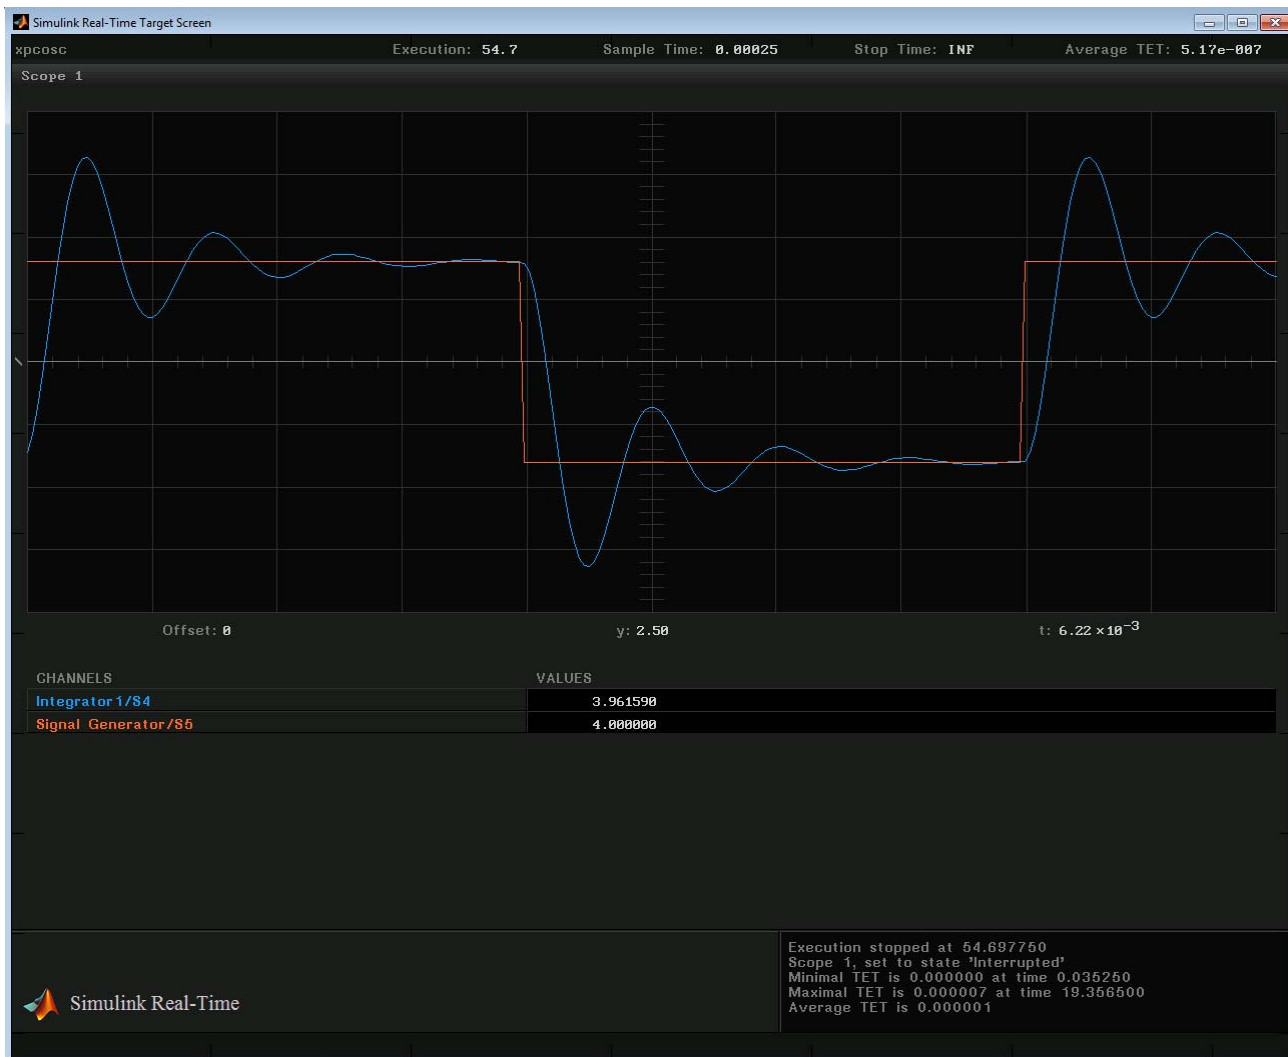 Simulink Real-Time Target Screen
xpcosc Execution: 54.7 Sample Time: 0.00025 Stop Time: INF Average TET: 5.17e-007
Scope 1
Offset: 0 y: 2.50 t: 6.22 ×10⁻³
CHANNELS VALUES
Integrator1/S4 3.961590
Signal Generator/S5 4.000000
Execution stopped at 54.697750
Scope 1, set to state 'Interrupted'
Minimal TET is 0.000000 at time 0.035250
Maximal TET is 0.000007 at time 19.356500
Average TET is 0.000001
Simulink Real-Time